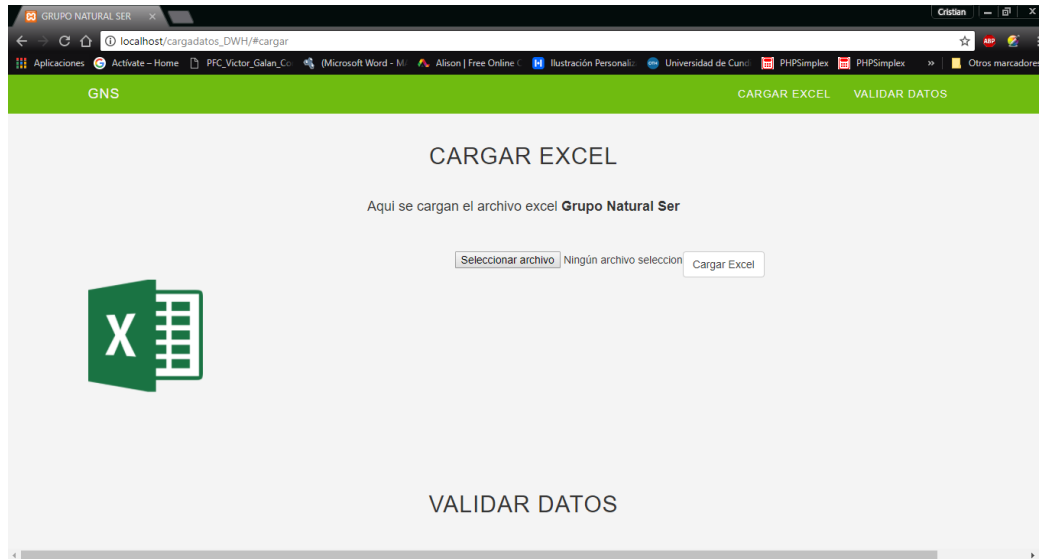 GRUPO NATURAL SER
Cristian
localhost/cargadatos_DWH/#cargar
ABP
Aplicaciones Activate – Home PFC_Victor_Galan_Co (Microsoft Word - M Alison | Free Online C Ilustración Personaliz Universidad de Cund PHPSimplex PHPSimplex » Otros marcadores
GNS CARGAR EXCEL VALIDAR DATOS
CARGAR EXCEL
Aqui se cargan el archivo excel Grupo Natural Ser
Seleccionar archivo Ningún archivo seleccion Cargar Excel
X
VALIDAR DATOS